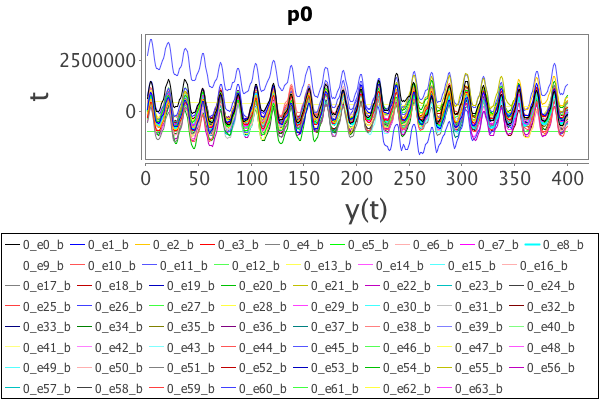 p0
2500000
t
0
0 50 100 150 200 250 300 350 400
y(t)
0_e0_b 0_e1_b 0_e2_b 0_e3_b 0_e4_b 0_e5_b 0_e6_b 0_e7_b 0_e8_b
0_e9_b 0_e10_b 0_e11_b 0_e12_b 0_e13_b 0_e14_b 0_e15_b 0_e16_b
0_e17_b 0_e18_b 0_e19_b 0_e20_b 0_e21_b 0_e22_b 0_e23_b 0_e24_b
0_e25_b 0_e26_b 0_e27_b 0_e28_b 0_e29_b 0_e30_b 0_e31_b 0_e32_b
0_e33_b 0_e34_b 0_e35_b 0_e36_b 0_e37_b 0_e38_b 0_e39_b 0_e40_b
0_e41_b 0_e42_b 0_e43_b 0_e44_b 0_e45_b 0_e46_b 0_e47_b 0_e48_b
0_e49_b 0_e50_b 0_e51_b 0_e52_b 0_e53_b 0_e54_b 0_e55_b 0_e56_b
0_e57_b 0_e58_b 0_e59_b 0_e60_b 0_e61_b 0_e62_b 0_e63_b